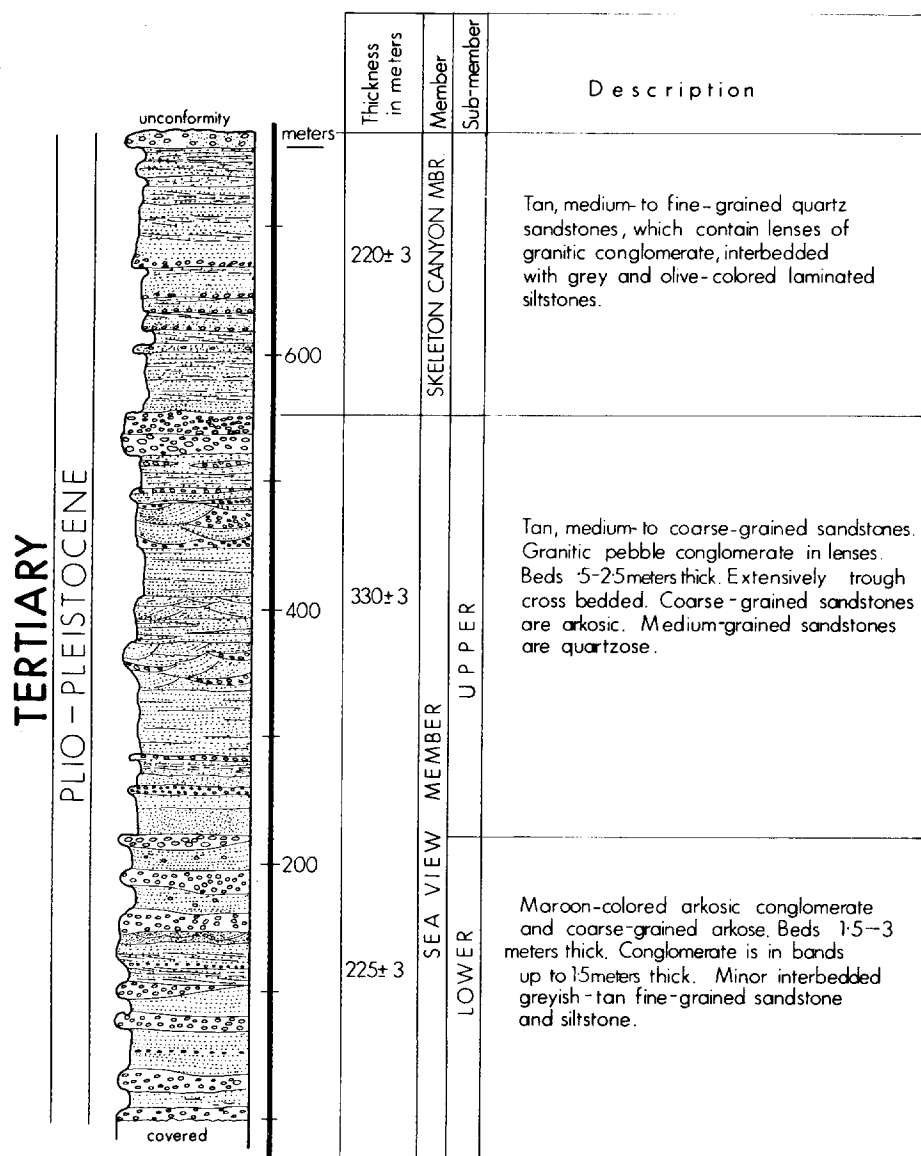 Thickness
in meters
Member
Sub-member
Description
unconformity
meters
TERTIARY
PLIO-PLEISTOCENE
220±3
SKELETON CANYON MBR.
Tan, medium- to fine-grained quartz
sandstones, which contain lenses of
granitic conglomerate, interbedded
with grey and olive-colored laminated
siltstones.
600
330±3
SEA VIEW MEMBER
UPPER
Tan, medium- to coarse-grained sandstones.
Granitic pebble conglomerate in lenses.
Beds ·5-2·5meters thick. Extensively trough
cross bedded. Coarse-grained sandstones
are arkosic. Medium-grained sandstones
are quartzose.
400
200
225±3
LOWER
Maroon-colored arkosic conglomerate
and coarse-grained arkose. Beds 1·5-3
meters thick. Conglomerate is in bands
up to 1·5meters thick. Minor interbedded
greyish-tan fine-grained sandstone
and siltstone.
covered